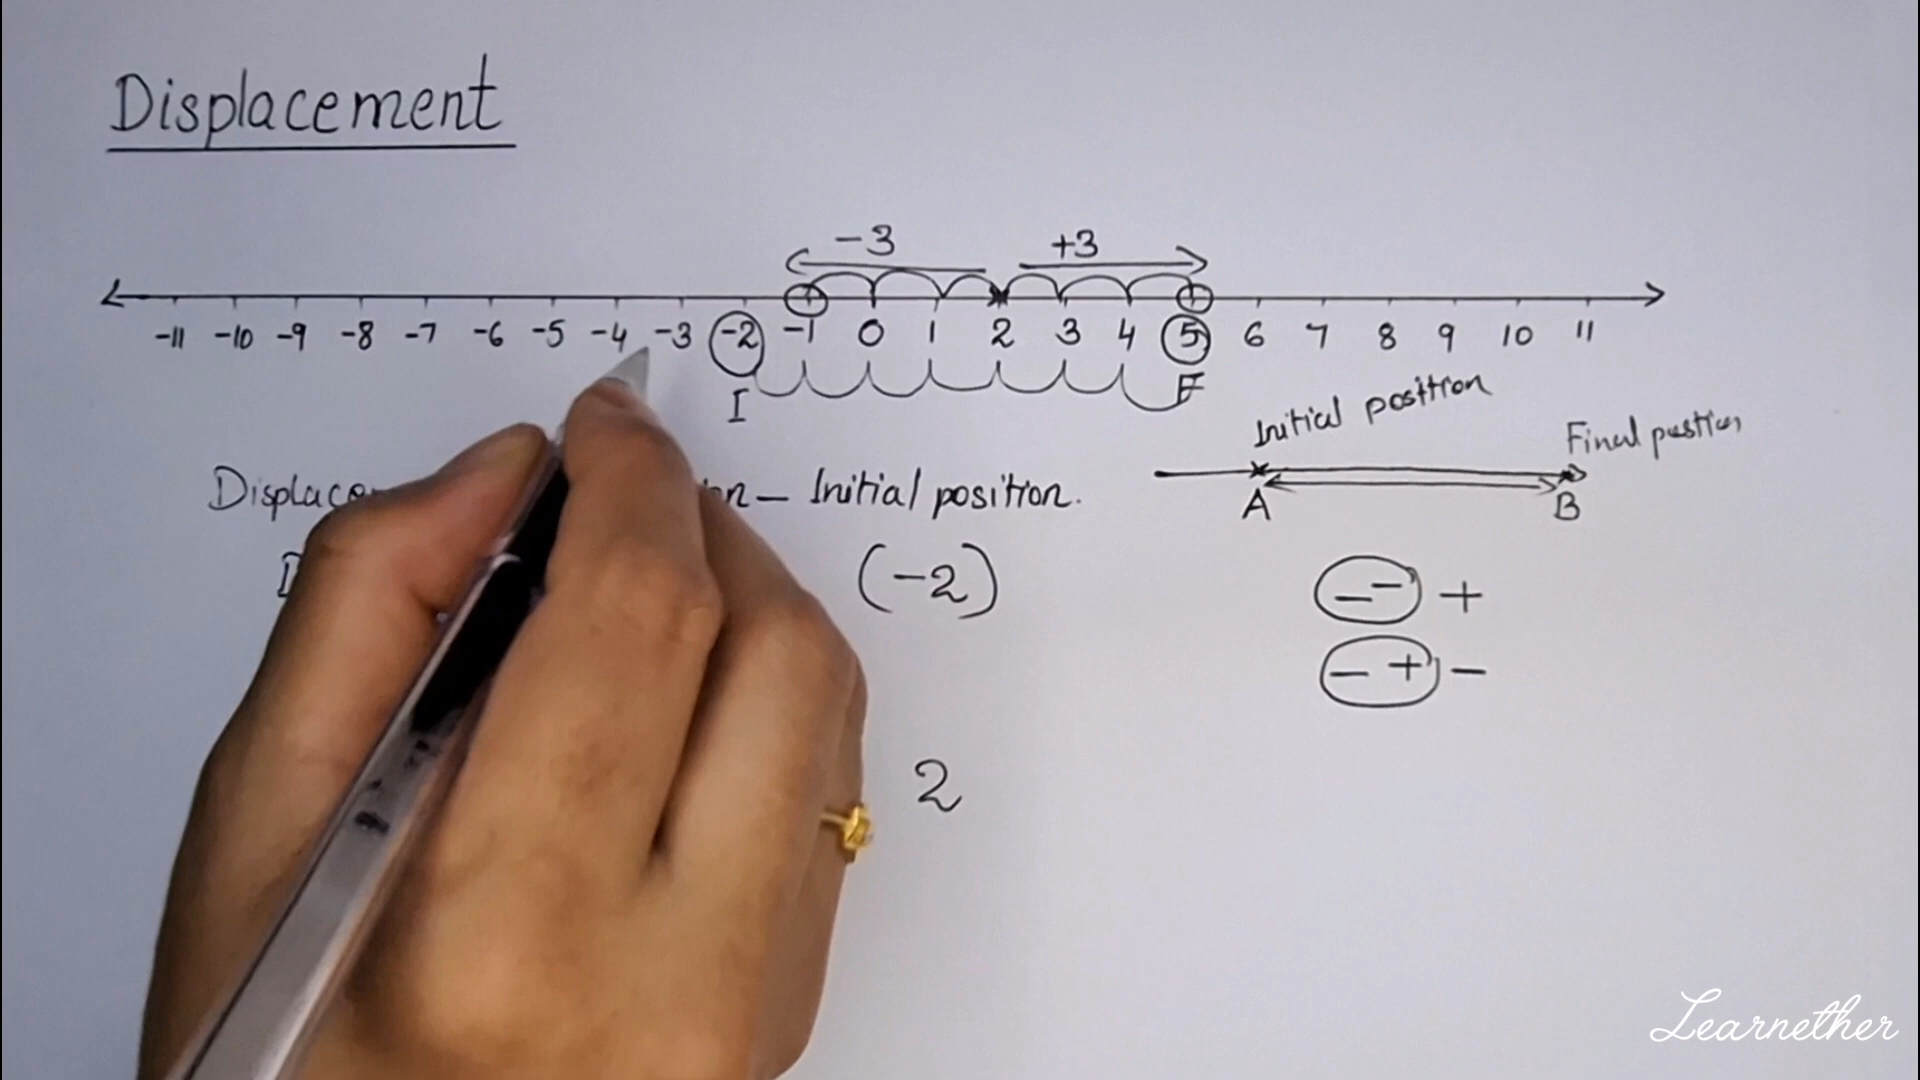 Displacement
-3 +3
-11 -10 -9 -8 -7 -6 -5 -4 -3 -2 -1 0 1 2 3 4 5 6 7 8 9 10 11
I F
Initial position
Final position
A B
– Initial position.
(-2)
-- +
-+ -
2
Learnether